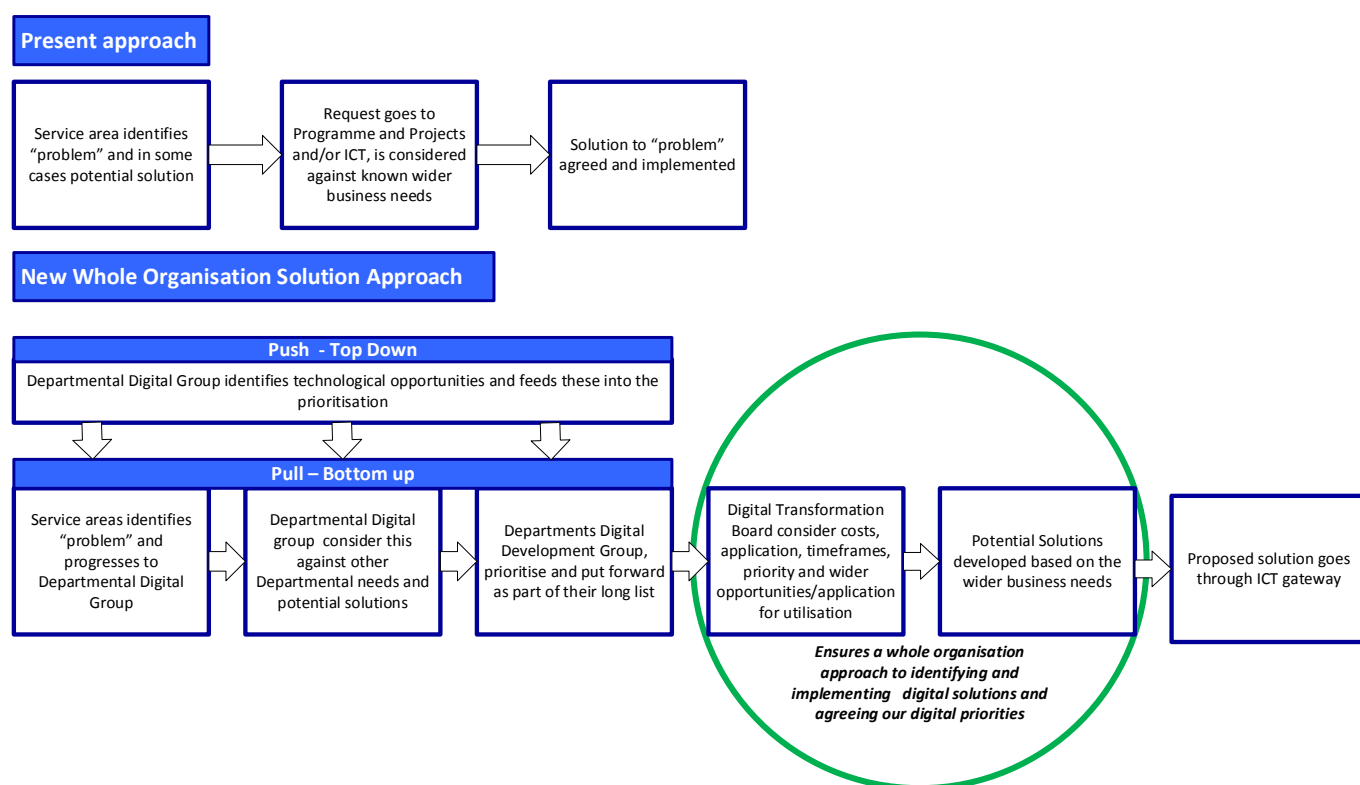 Present approach
Service area identifies
“problem” and in some
cases potential solution
Request goes to
Programme and Projects
and/or ICT, is considered
against known wider
business needs
Solution to “problem”
agreed and implemented
New Whole Organisation Solution Approach
Push - Top Down
Departmental Digital Group identifies technological opportunities and feeds these into the
prioritisation
Pull – Bottom up
Service areas identifies
“problem” and
progresses to
Departmental Digital
Group
Departmental Digital
group consider this
against other
Departmental needs and
potential solutions
Departments Digital
Development Group,
prioritise and put forward
as part of their long list
Digital Transformation
Board consider costs,
application, timeframes,
priority and wider
opportunities/application
for utilisation
Potential Solutions
developed based on the
wider business needs
Proposed solution goes
through ICT gateway
Ensures a whole organisation
approach to identifying and
implementing digital solutions and
agreeing our digital priorities